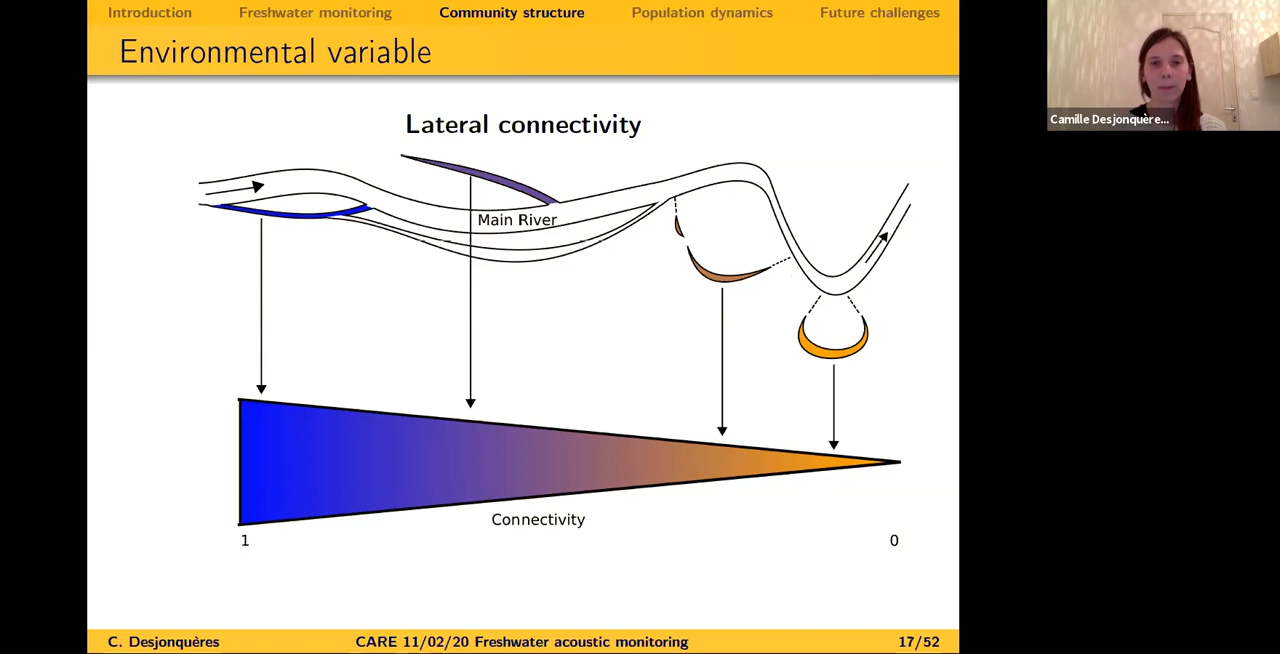 Introduction Freshwater monitoring Community structure Population dynamics Future challenges
Environmental variable
Camille Desjonquère...
Lateral connectivity
Main River
Connectivity
1 0
C. Desjonquères CARE 11/02/20 Freshwater acoustic monitoring 17/52